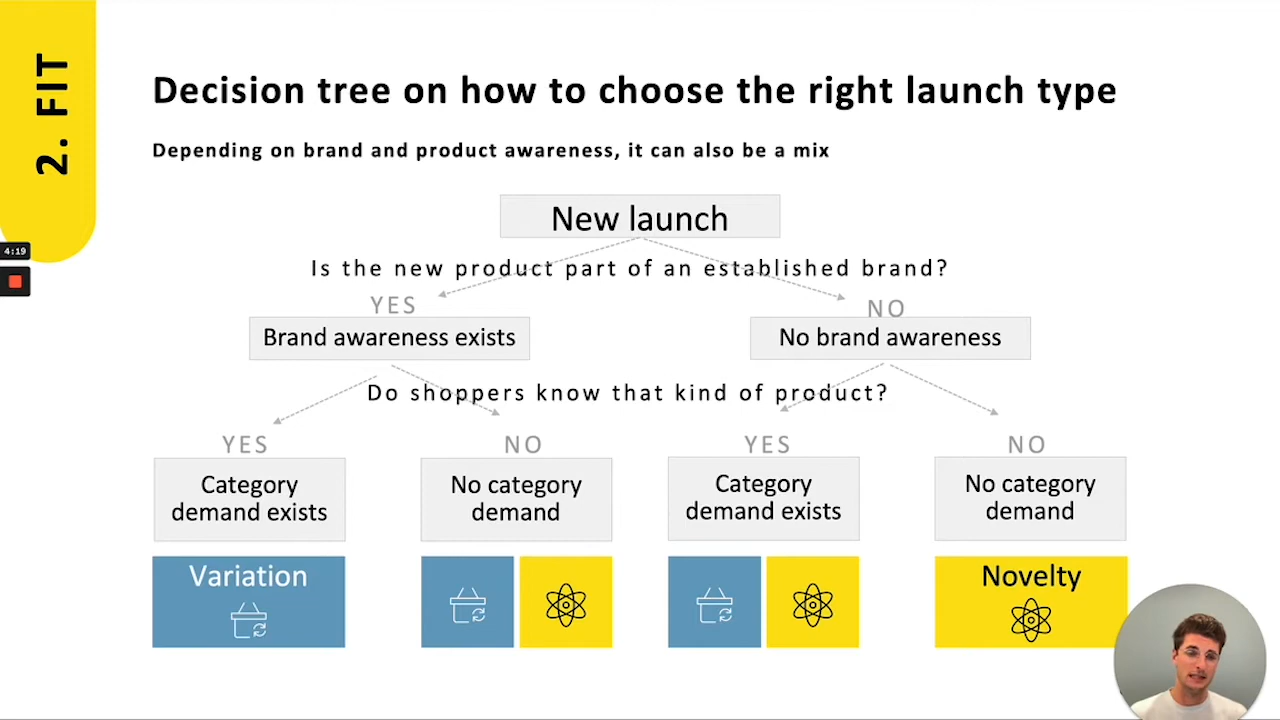 2. FIT
Decision tree on how to choose the right launch type
Depending on brand and product awareness, it can also be a mix
New launch
4:19
Is the new product part of an established brand?
YES
NO
Brand awareness exists
No brand awareness
Do shoppers know that kind of product?
YES
NO
YES
NO
Category
demand exists
No category
demand
Category
demand exists
No category
demand
Variation
Novelty